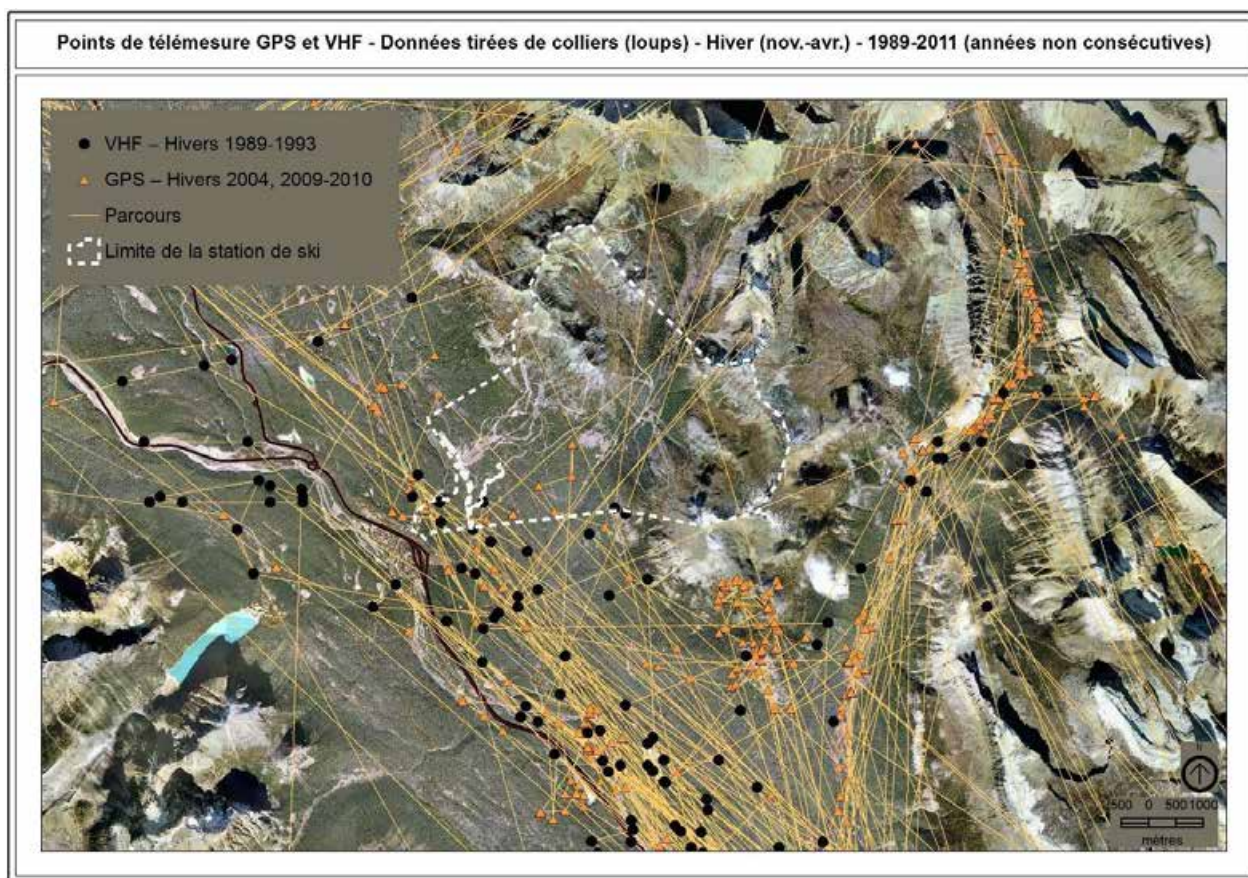 Points de télémesure GPS et VHF - Données tirées de colliers (loups) - Hiver (nov.-avr.) - 1989-2011 (années non consécutives)
VHF – Hivers 1989-1993
GPS – Hivers 2004, 2009-2010
Parcours
Limite de la station de ski
N
500 0 500 1000
mètres